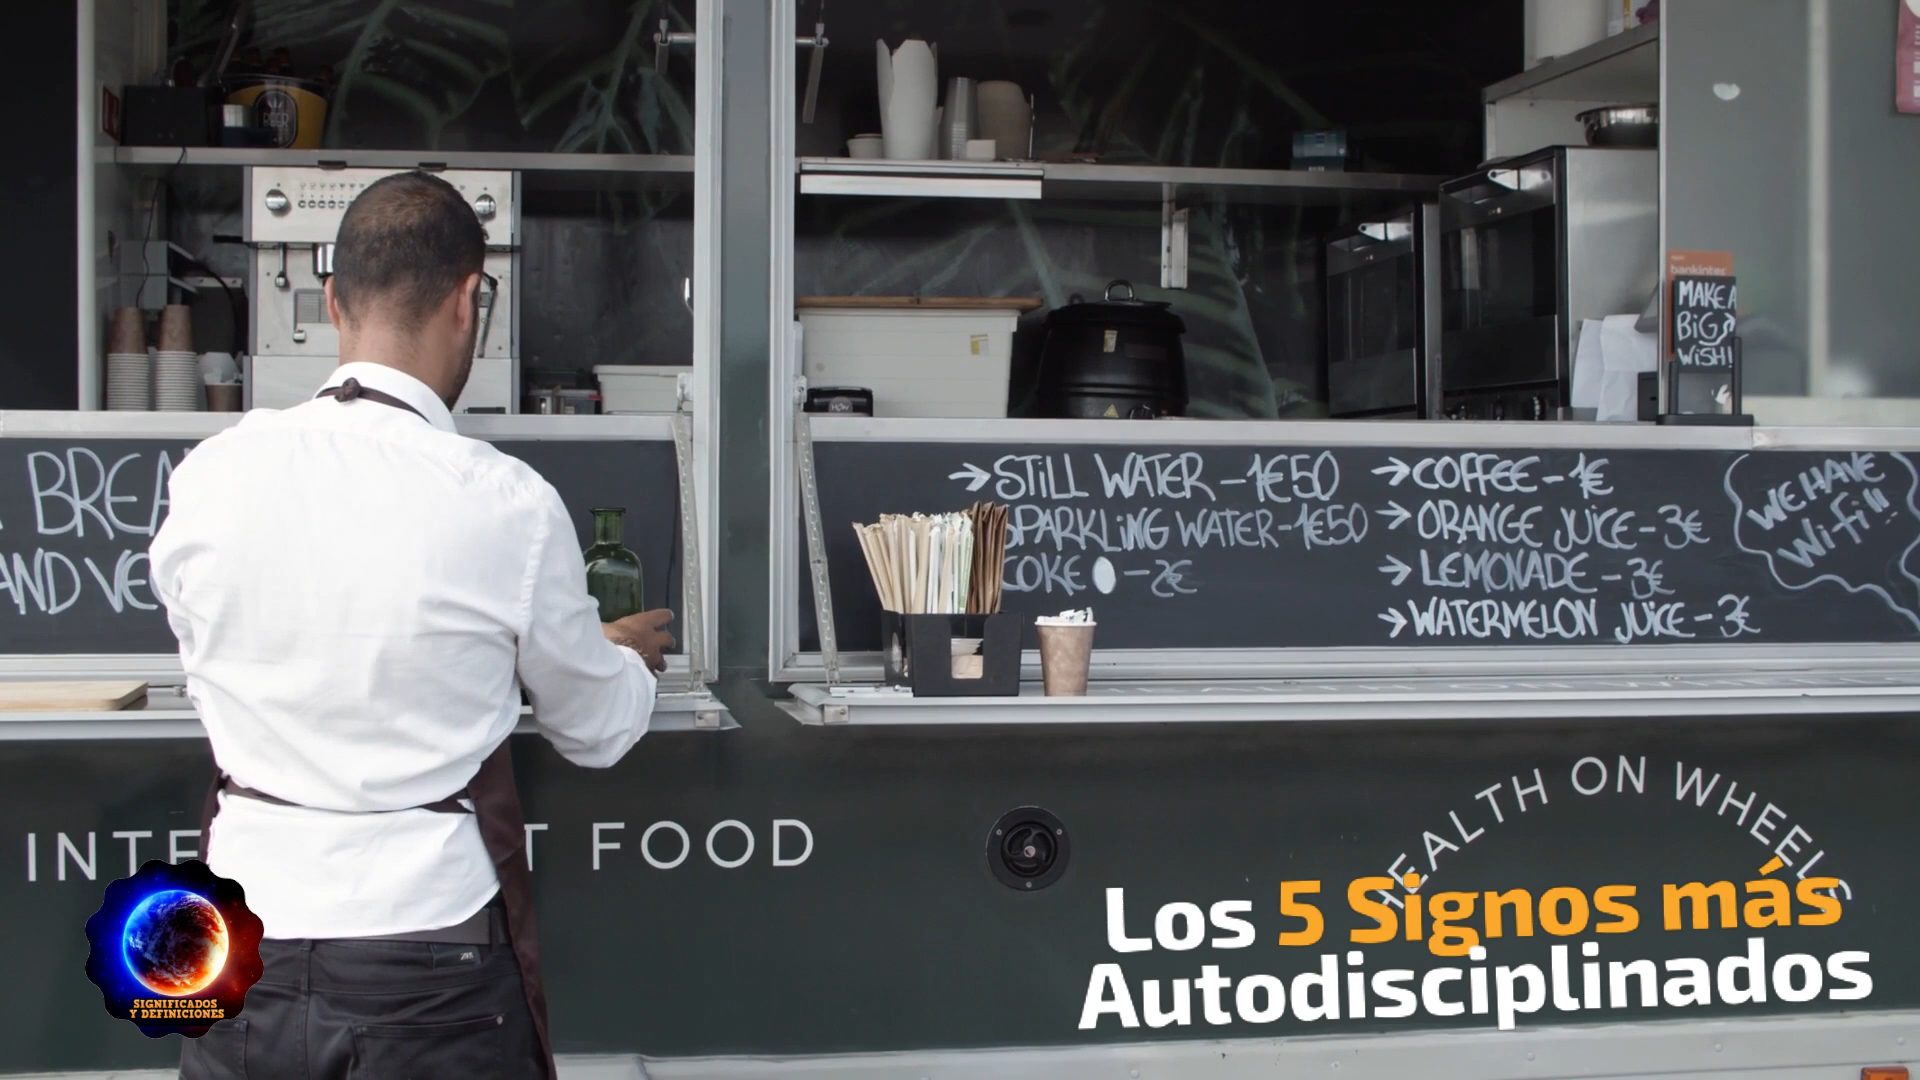 bankinter
MAKE A
BIG
WISH!
BREA
AND VE
→STiLL WATER - 1€50
SPARKLiNG WATER - 1€50
COKE - 2€
→COFFEE - 1€
→ORANGE JUiCE - 3€
→LEMONADE - 3€
→WATERMELON JUiCE - 3€
WE HAVE
Wi-fi!!
INTE T FOOD
HEALTH ON WHEELS
Los 5 Signos más
Autodisciplinados
SIGNIFICADOS
Y DEFINICIONES